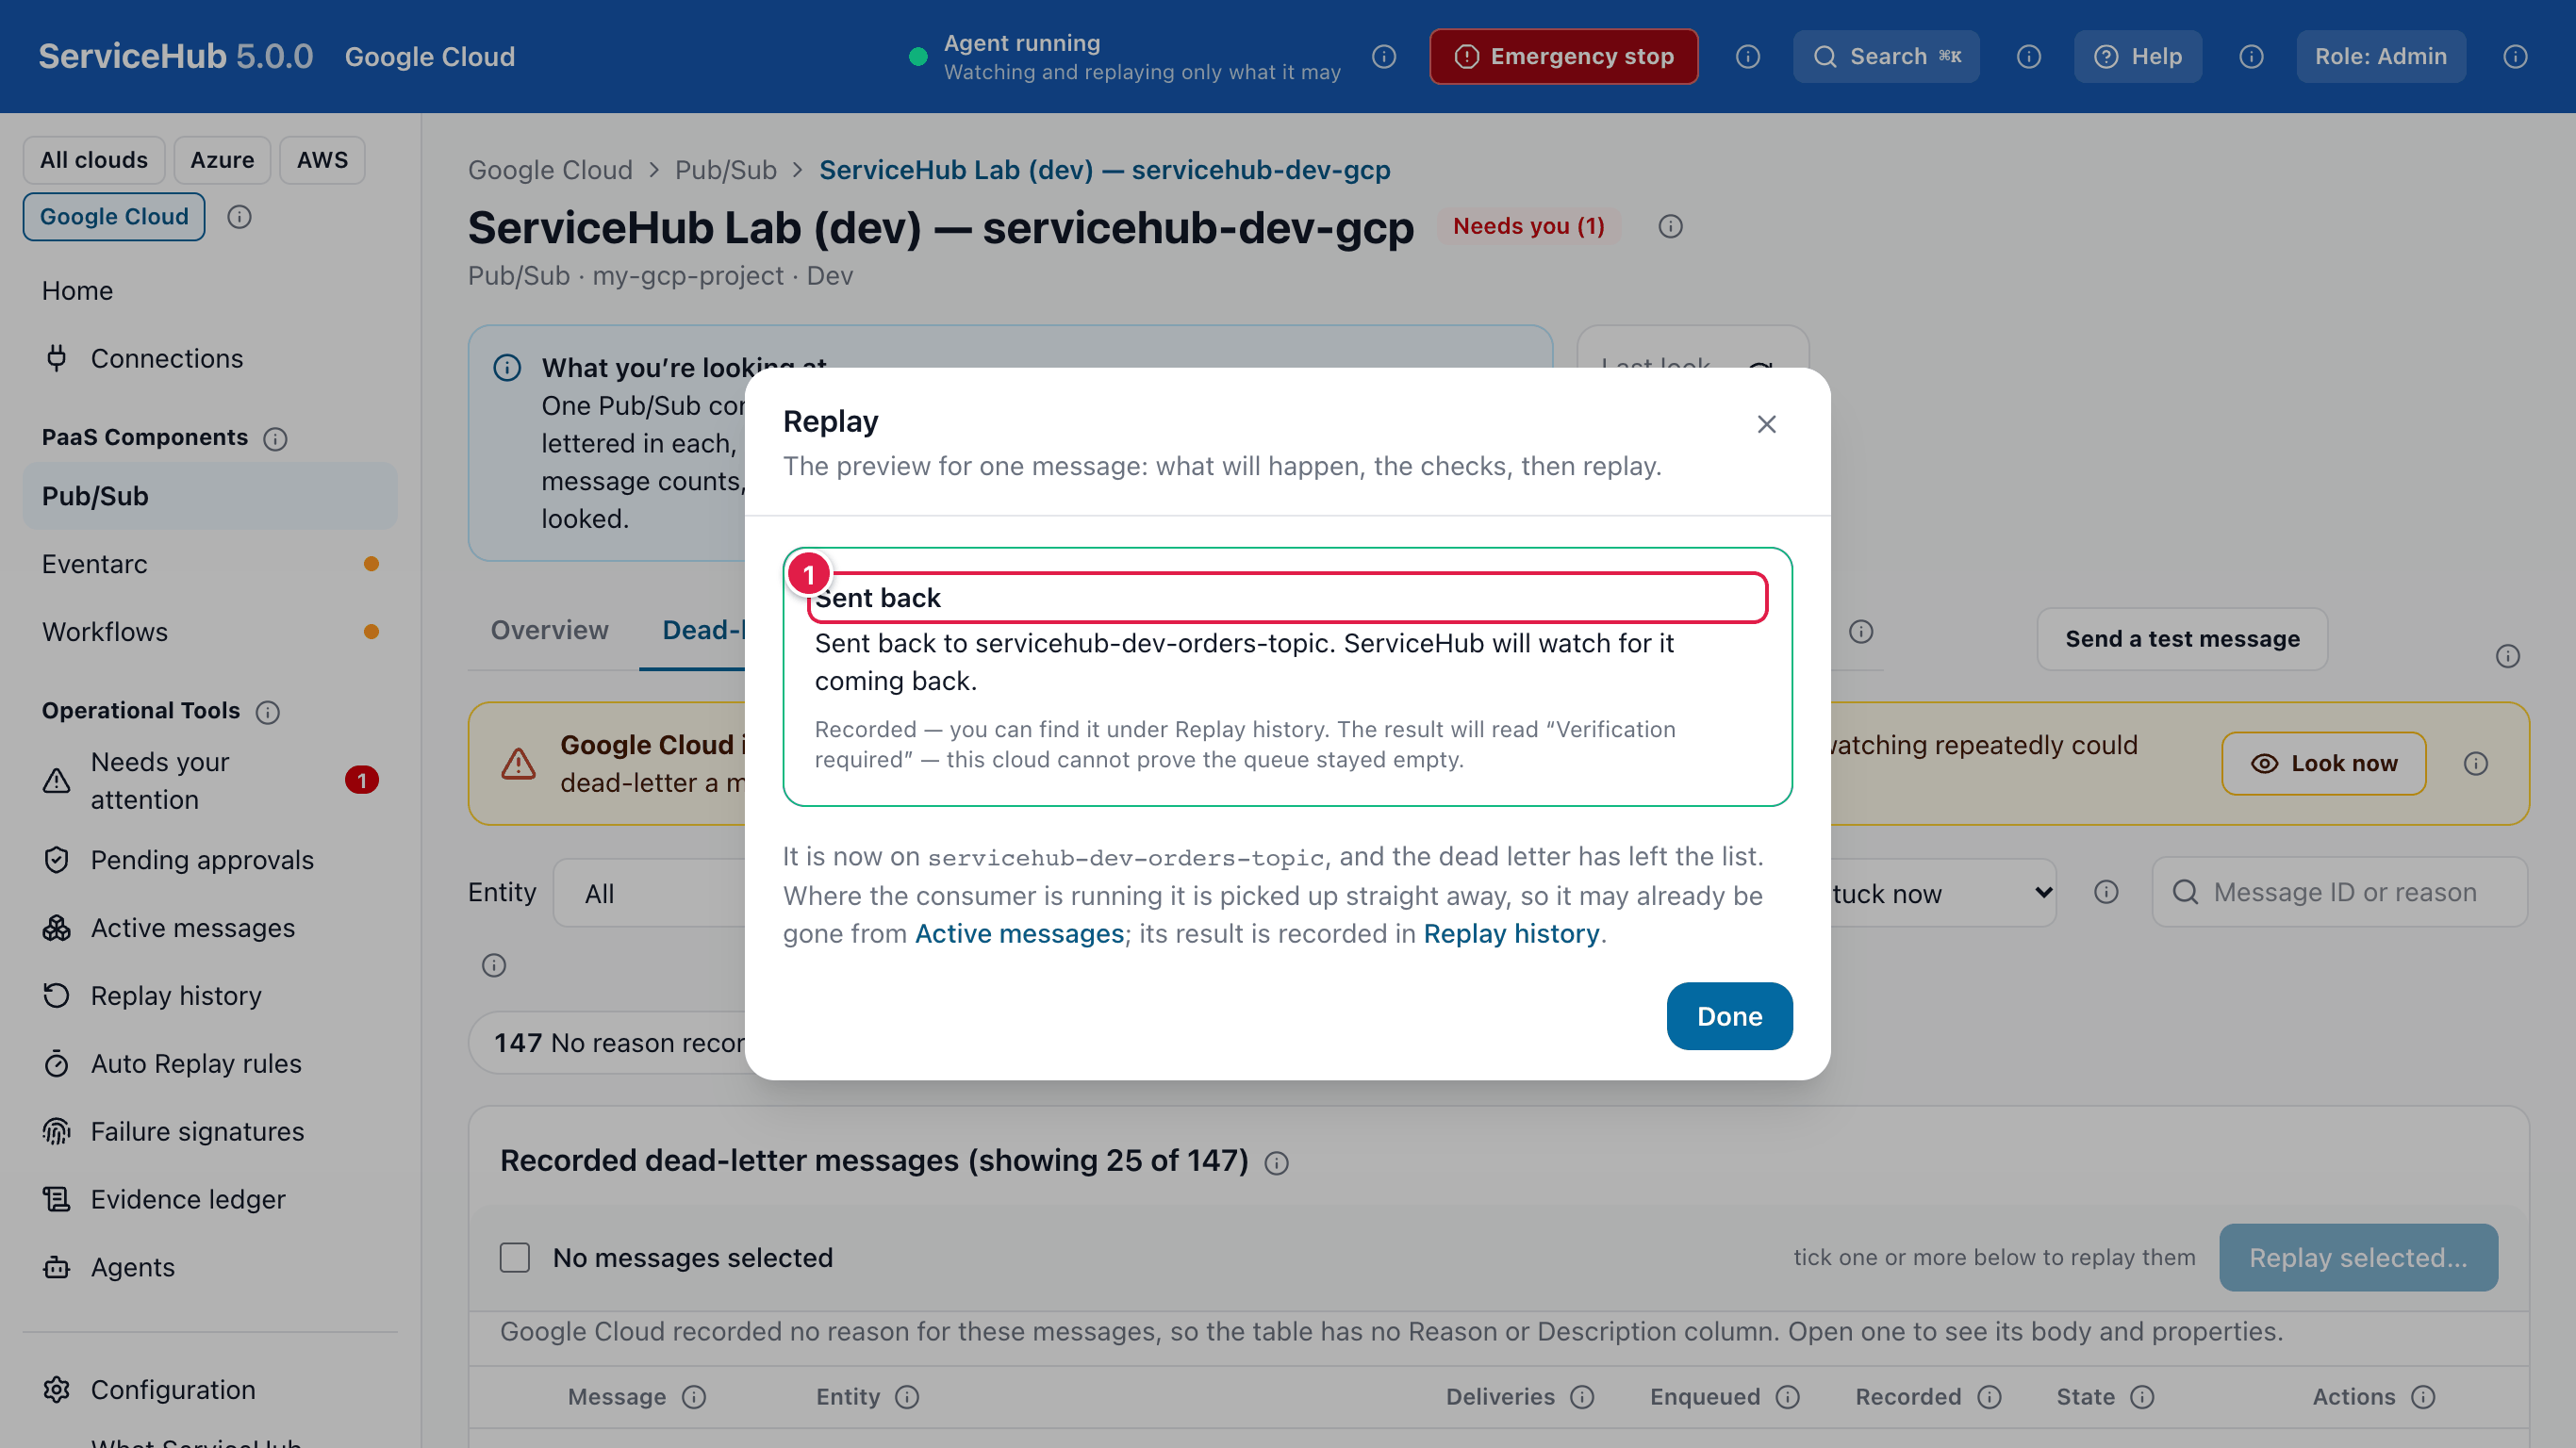 ServiceHub 5.0.0 Google Cloud
Agent running
Watching and replaying only what it may
Emergency stop
Search ⌘K
Help
Role: Admin
All clouds Azure AWS
Google Cloud
Home
Connections
PaaS Components
Pub/Sub
Eventarc
Workflows
Operational Tools
Needs your
attention
1
Pending approvals
Active messages
Replay history
Auto Replay rules
Failure signatures
Evidence ledger
Agents
Configuration
What ServiceHub
Google Cloud > Pub/Sub > ServiceHub Lab (dev) — servicehub-dev-gcp
ServiceHub Lab (dev) — servicehub-dev-gcp Needs you (1)
Pub/Sub · my-gcp-project · Dev
What you’re looking at
One Pub/Sub
lettered in each,
message counts,
looked.
Last look
Overview
Send a test message
Google Cloud
watching repeatedly could
dead-letter a
Look now
Entity All
now
Message ID or reason
147 No reason
Replay
The preview for one message: what will happen, the checks, then replay.
1
Sent back
Sent back to servicehub-dev-orders-topic. ServiceHub will watch for it
coming back.
Recorded — you can find it under Replay history. The result will read “Verification
required” — this cloud cannot prove the queue stayed empty.
It is now on servicehub-dev-orders-topic, and the dead letter has left the list.
Where the consumer is running it is picked up straight away, so it may already be
gone from Active messages; its result is recorded in Replay history.
Done
Recorded dead-letter messages (showing 25 of 147)
No messages selected
tick one or more below to replay them
Replay selected...
Google Cloud recorded no reason for these messages, so the table has no Reason or Description column. Open one to see its body and properties.
Message Entity Deliveries Enqueued Recorded State Actions